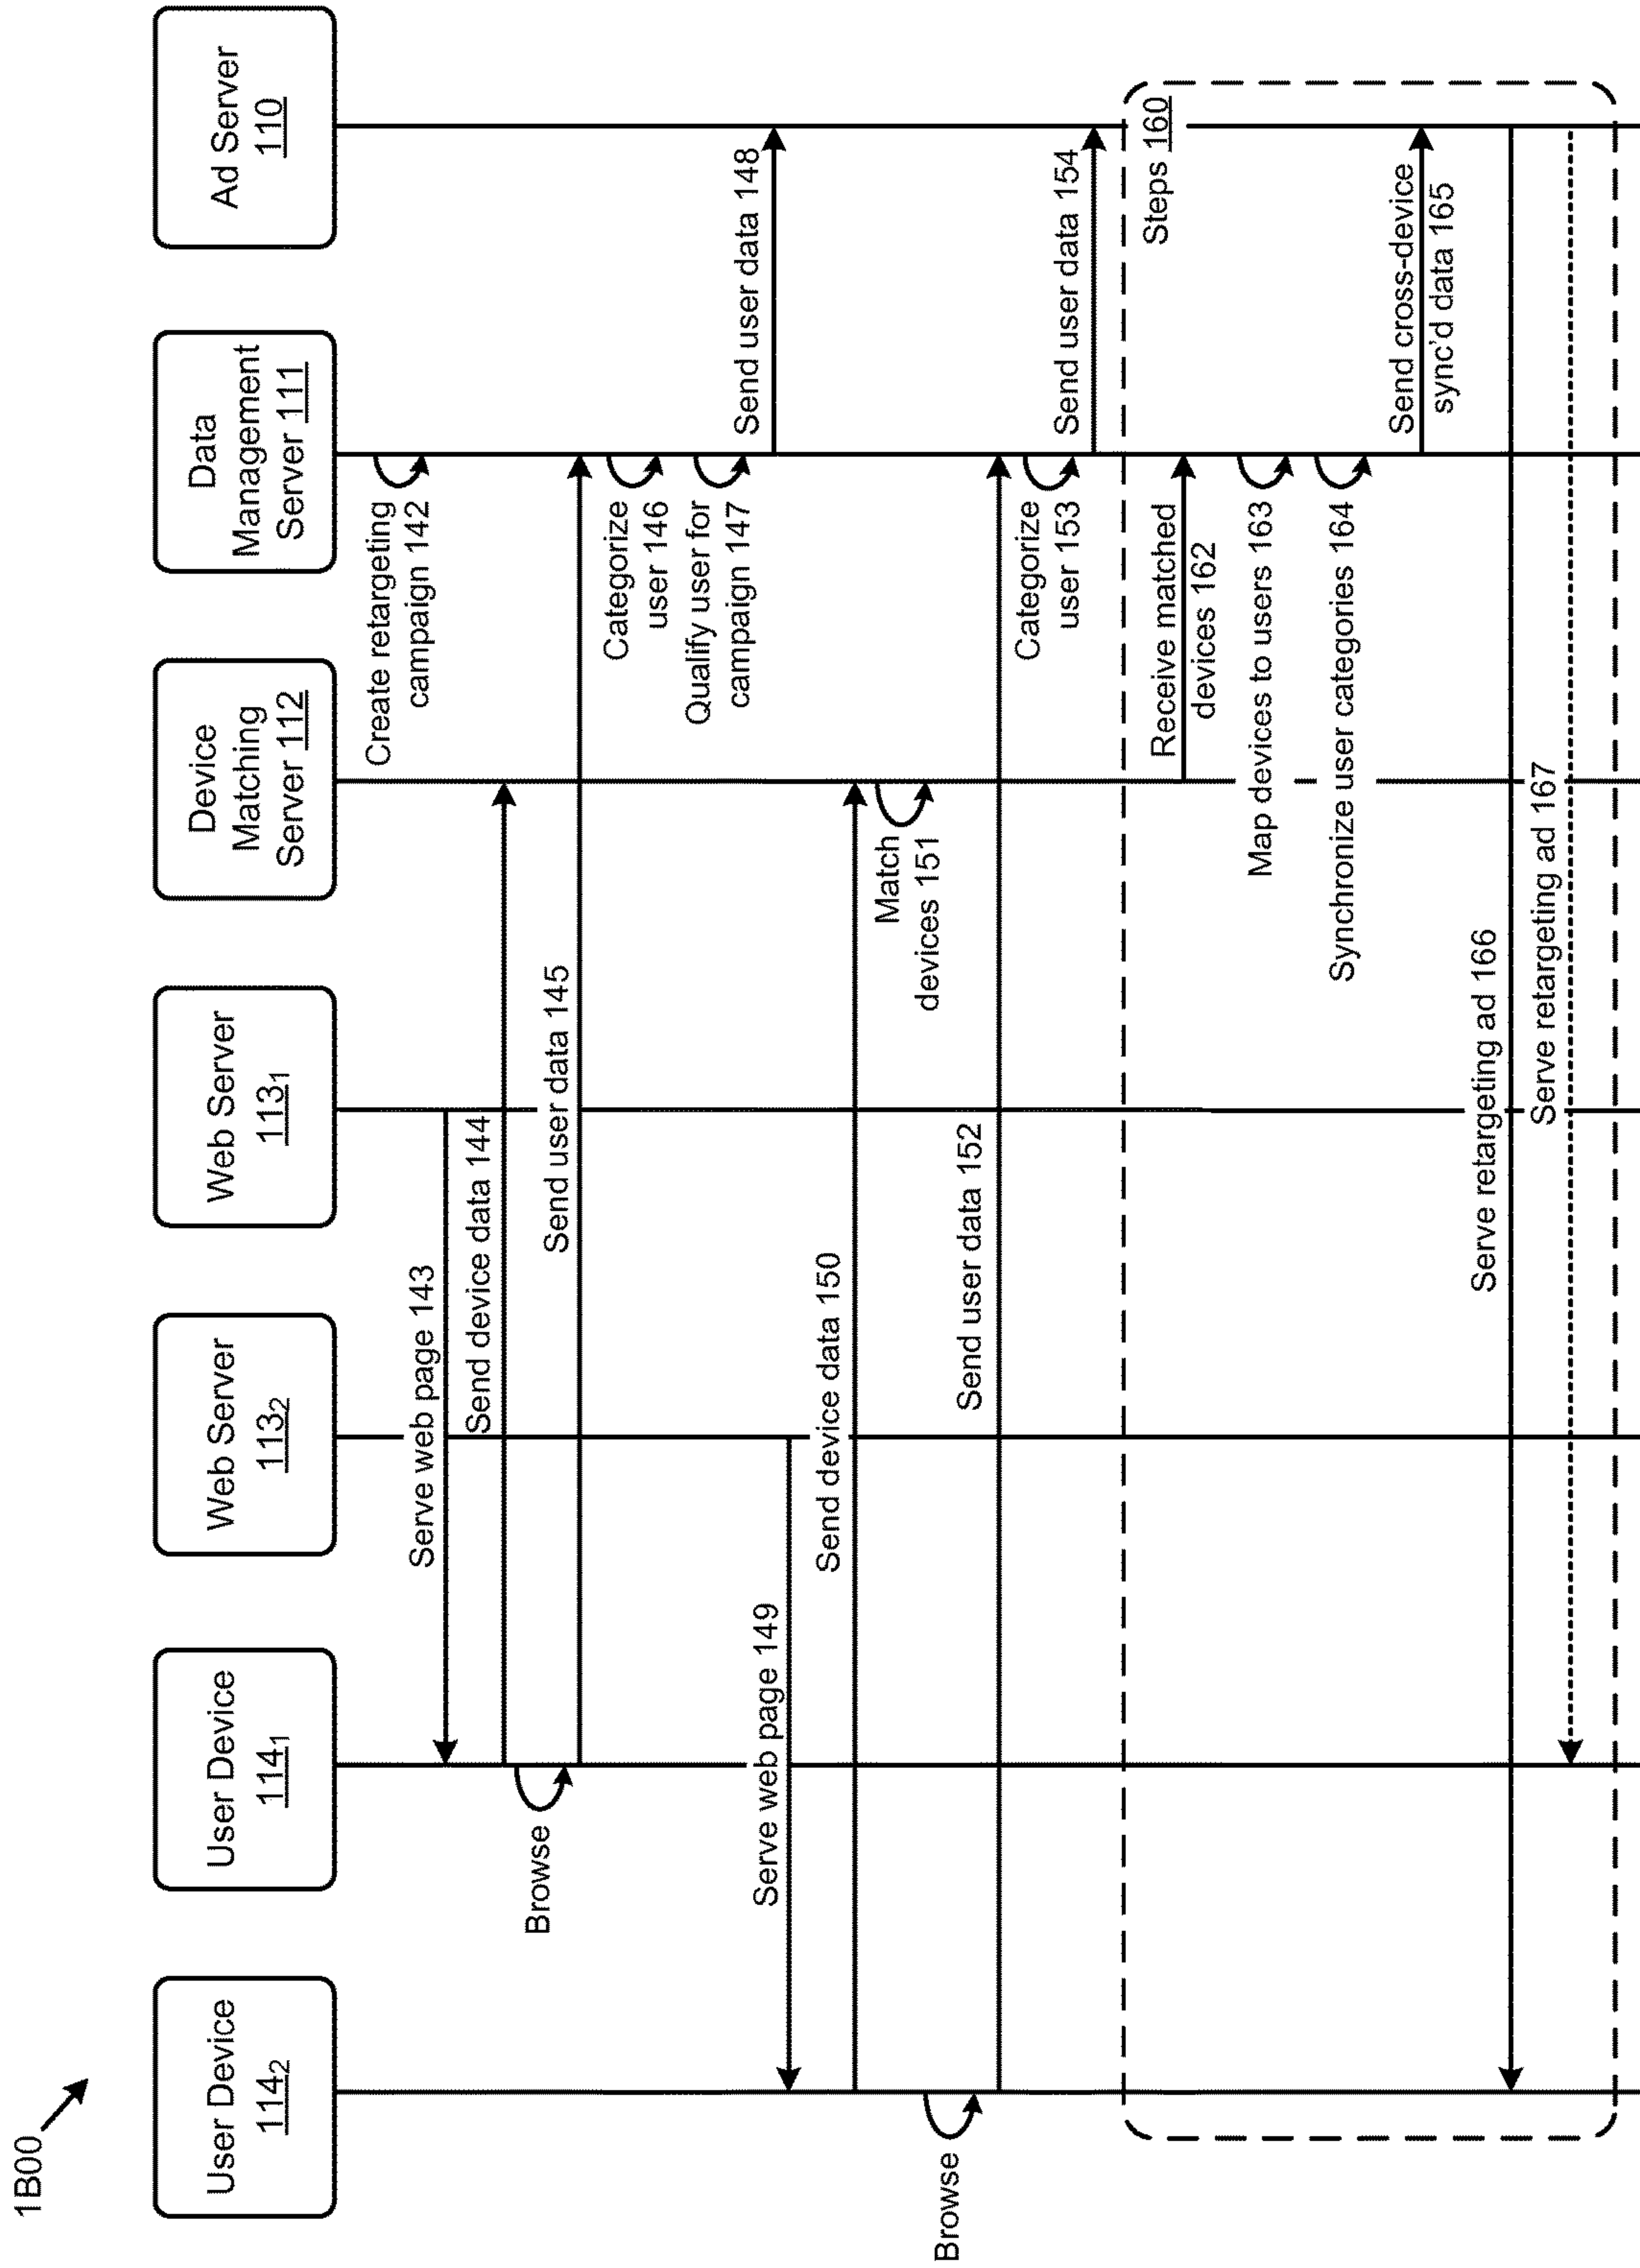 1B00
User Device
114₂
User Device
114₁
Web Server
113₂
Web Server
113₁
Device
Matching
Server 112
Data
Management
Server 111
Ad Server
110
Create retargeting
campaign 142
Serve web page 143
Send device data 144
Browse
Send user data 145
Categorize
user 146
Qualify user for
campaign 147
Send user data 148
Serve web page 149
Send device data 150
Match
devices 151
Browse
Send user data 152
Categorize
user 153
Send user data 154
Steps 160
Receive matched
devices 162
Map devices to users 163
Synchronize user categories 164
Send cross-device
sync'd data 165
Serve retargeting ad 166
Serve retargeting ad 167